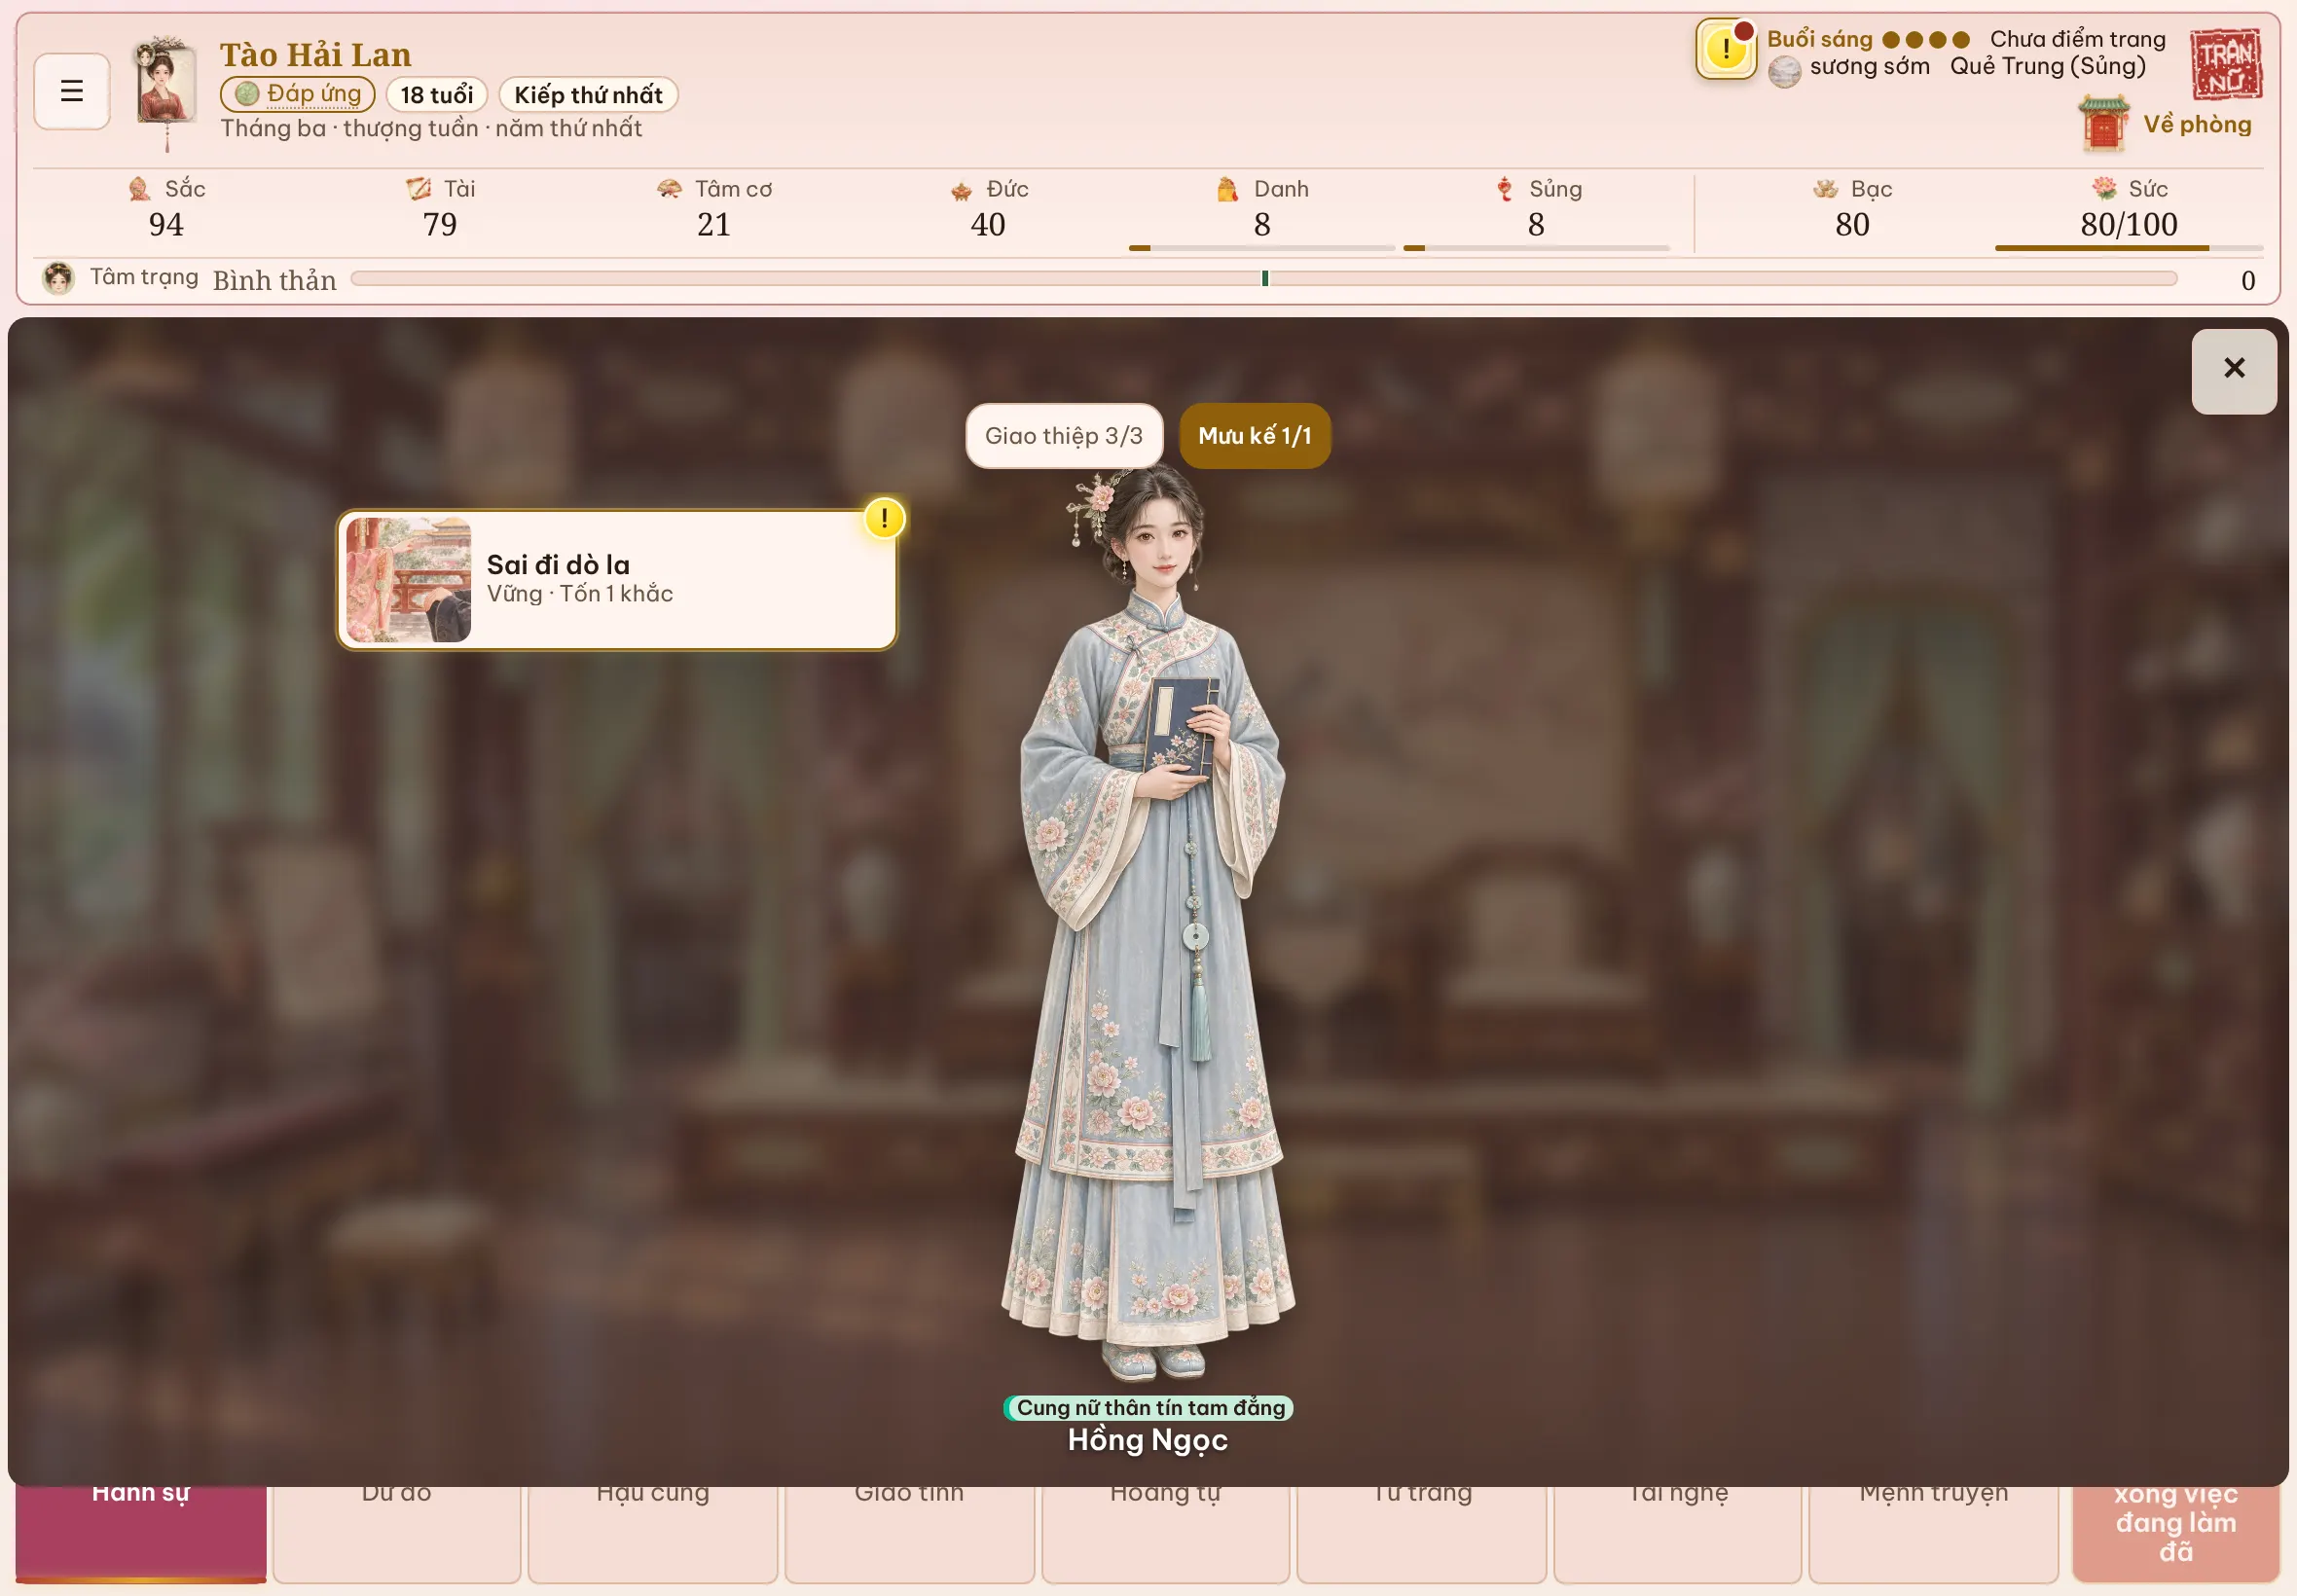 ☰
Tào Hải Lan
Đáp ứng
18 tuổi
Kiếp thứ nhất
Tháng ba · thượng tuần · năm thứ nhất
!
Buổi sáng
Chưa điểm trang
sương sớm
Quẻ Trung (Sủng)
TRÂN NỮ
Về phòng
Sắc
94
Tài
79
Tâm cơ
21
Đức
40
Danh
8
Sủng
8
Bạc
80
Sức
80/100
Tâm trạng
Bình thản
0
✕
Giao thiệp 3/3
Mưu kế 1/1
!
Sai đi dò la
Vững · Tốn 1 khắc
Cung nữ thân tín tam đẳng
Hồng Ngọc
Hành sự
Dư đồ
Hậu cung
Giao tình
Hoàng tự
Tư trang
Tài nghệ
Mệnh truyện
xong việc
đang làm
đã